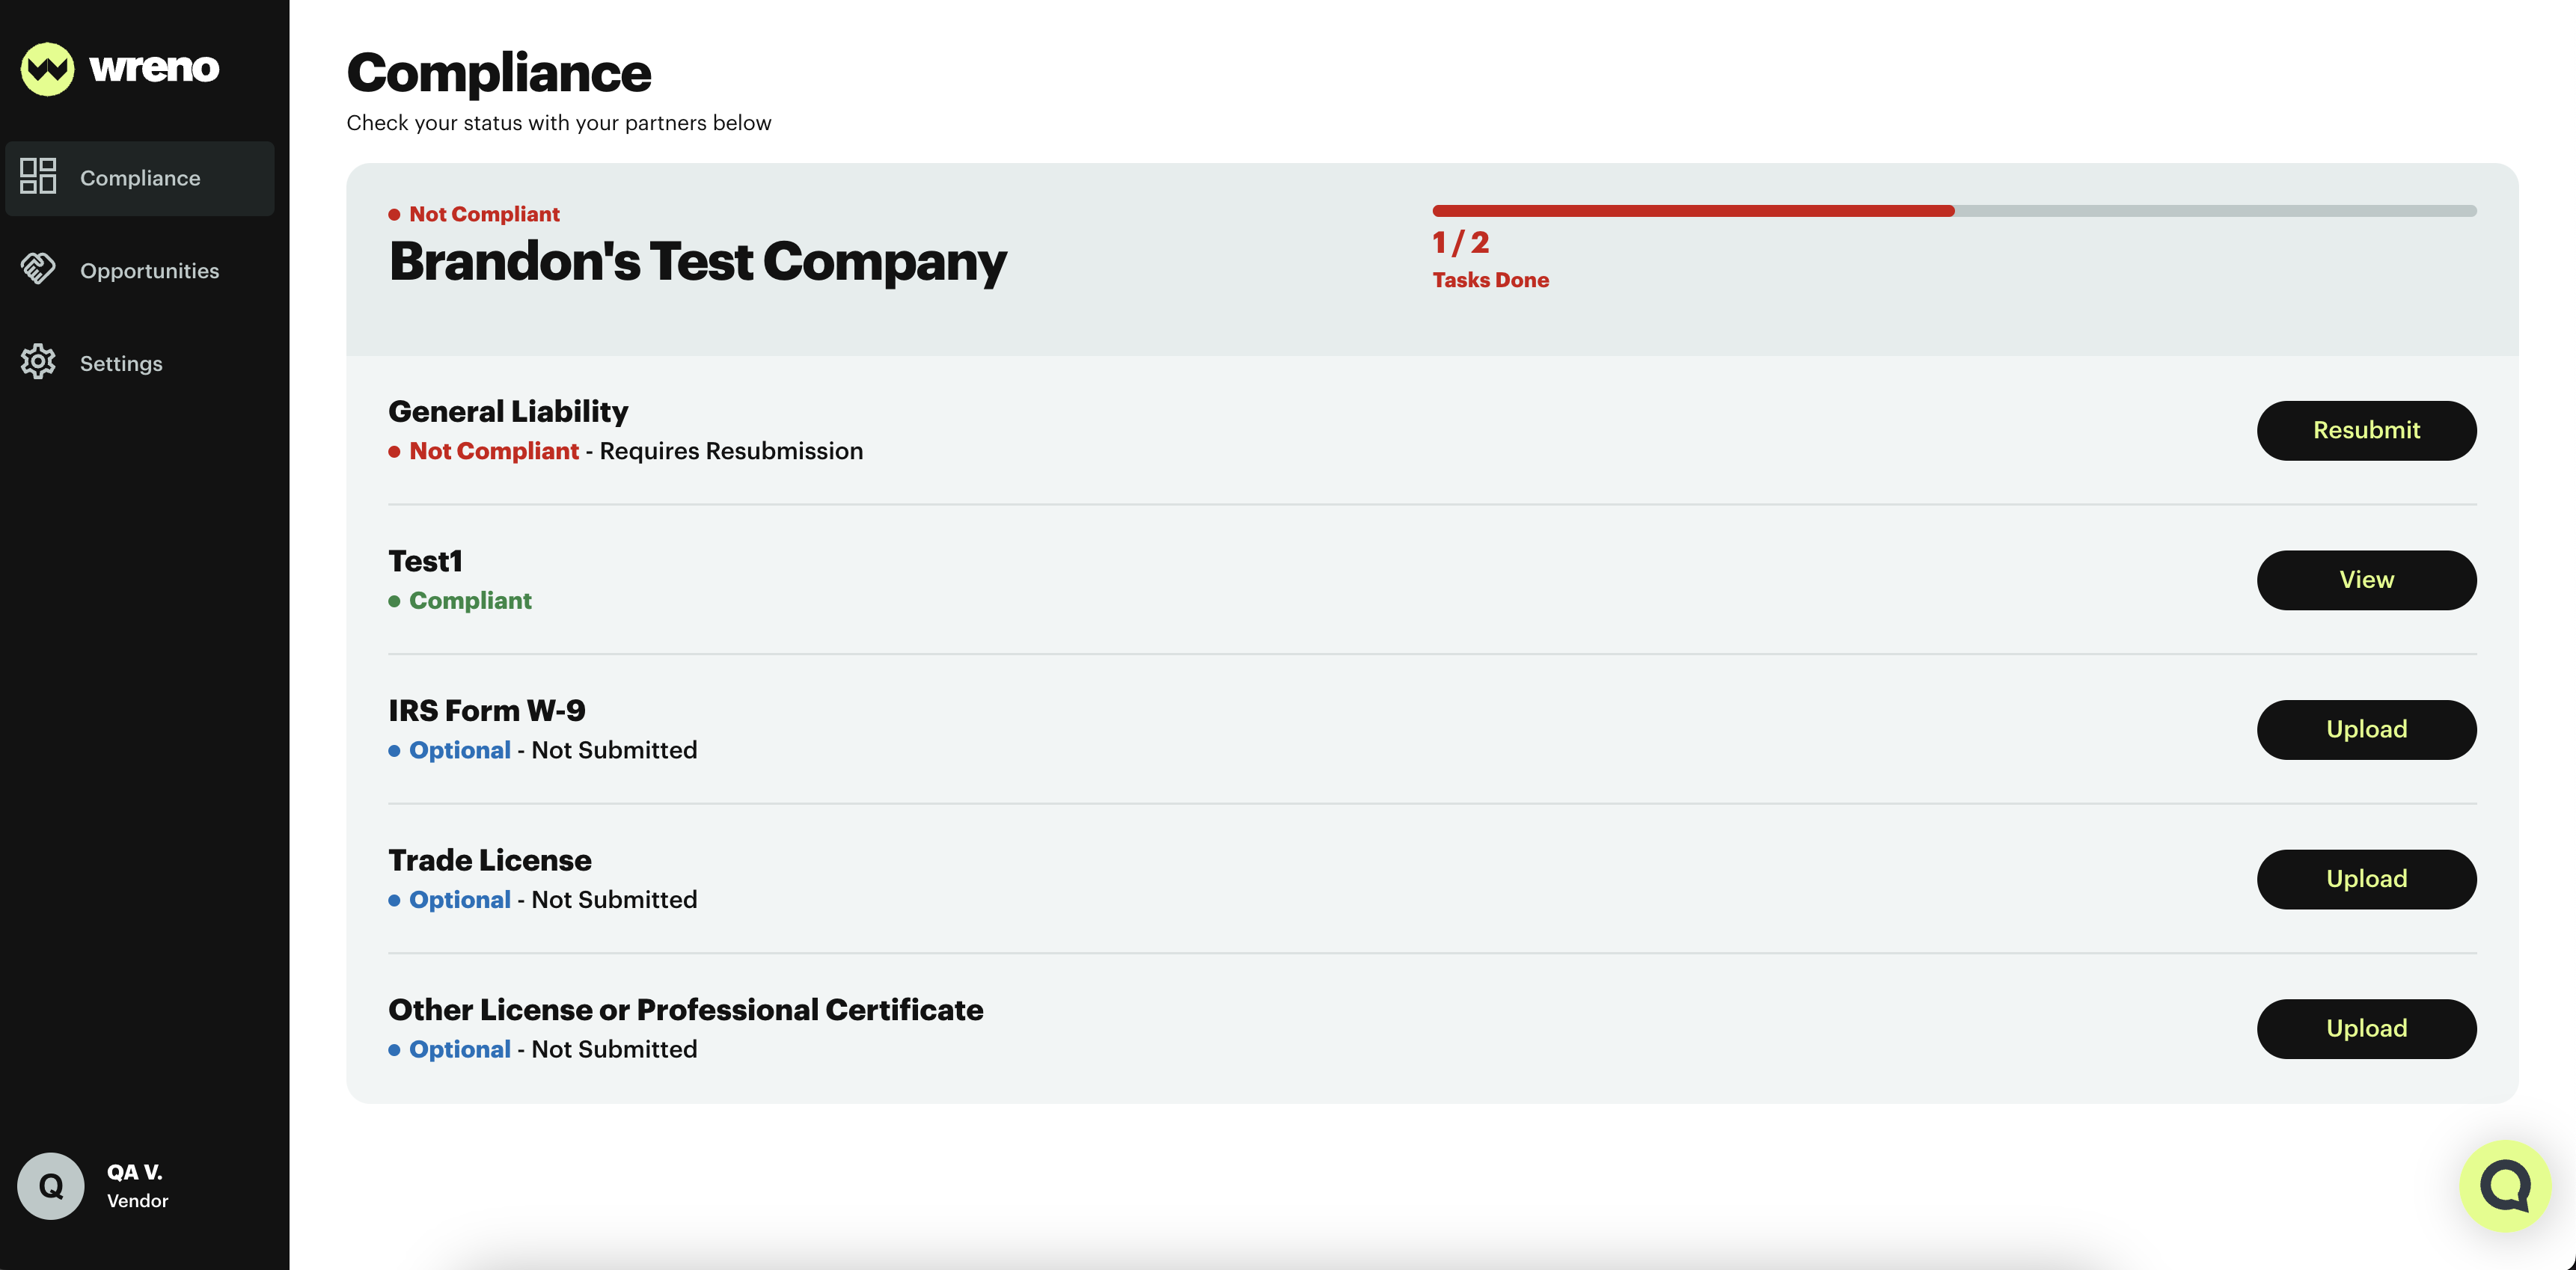 wreno
Compliance
Opportunities
Settings
Q
QA V.
Vendor
Compliance
Check your status with your partners below
Not Compliant
Brandon's Test Company
1 / 2
Tasks Done
General Liability
Not Compliant - Requires Resubmission
Resubmit
Test1
Compliant
View
IRS Form W-9
Optional - Not Submitted
Upload
Trade License
Optional - Not Submitted
Upload
Other License or Professional Certificate
Optional - Not Submitted
Upload